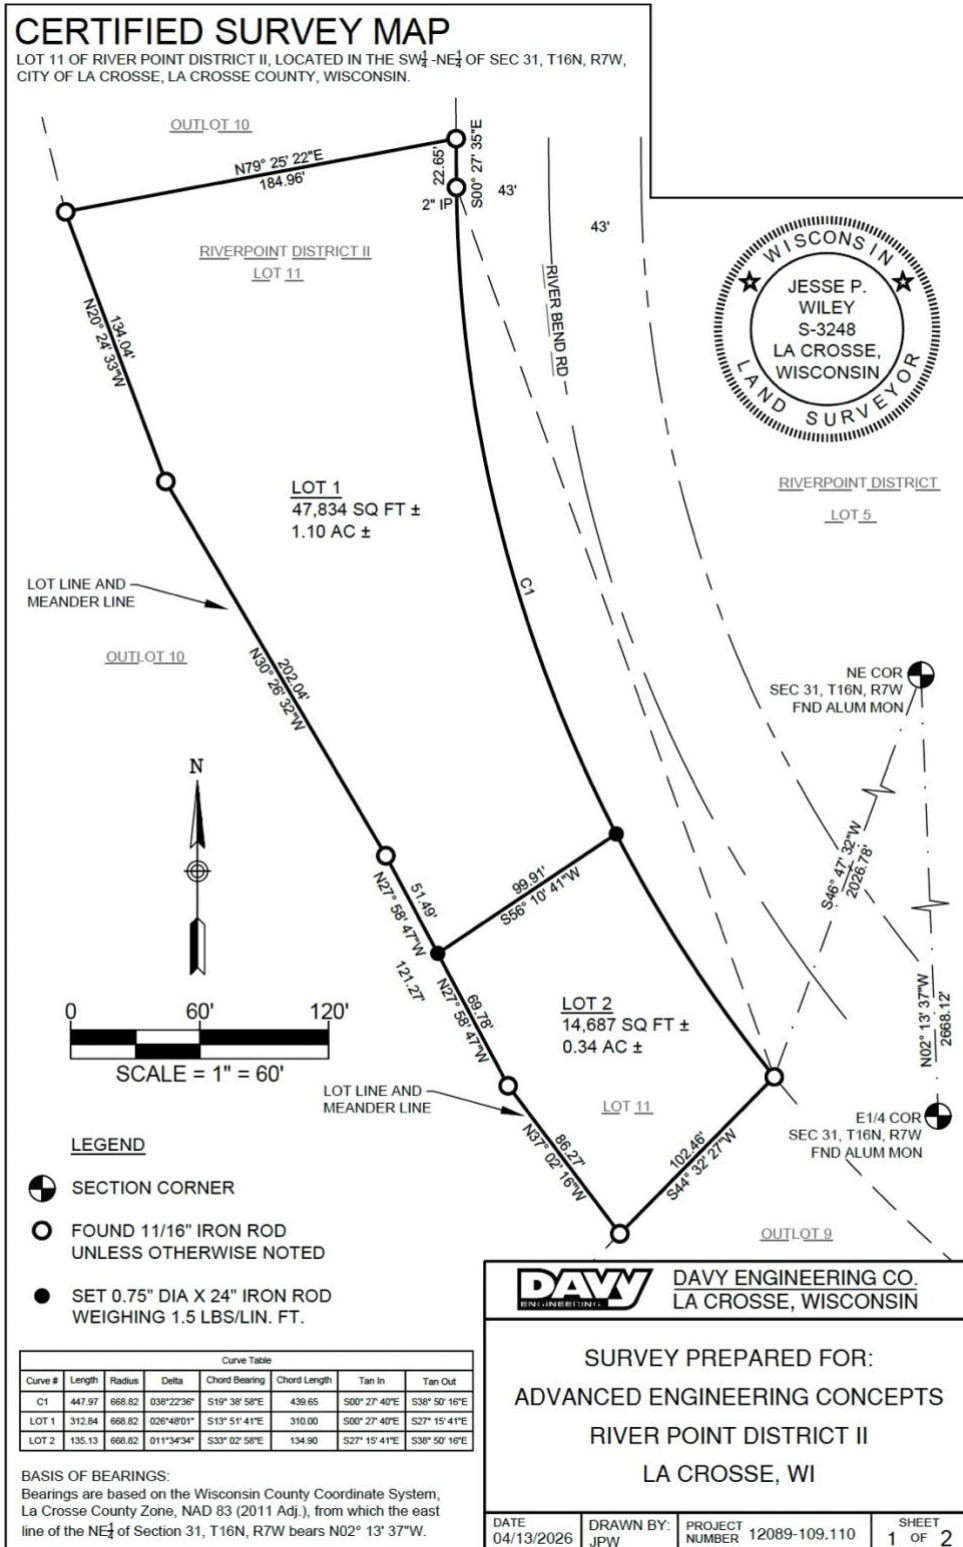 CERTIFIED SURVEY MAP
LOT 11 OF RIVER POINT DISTRICT II, LOCATED IN THE SW1/4 -NE1/4 OF SEC 31, T16N, R7W,
CITY OF LA CROSSE, LA CROSSE COUNTY, WISCONSIN.
OUTLOT 10
N79° 25' 22"E
184.96'
22.65'
S00° 27' 35"E
2" IP
43'
43'
RIVERPOINT DISTRICT II
LOT 11
RIVER BEND RD
WISCONSIN
JESSE P.
WILEY
S-3248
LA CROSSE,
WISCONSIN
LAND SURVEYOR
134.04'
N20° 24' 33"W
RIVERPOINT DISTRICT
LOT 5
LOT 1
47,834 SQ FT ±
1.10 AC ±
C1
LOT LINE AND
MEANDER LINE
OUTLOT 10
202.04'
N30° 26' 32"W
NE COR
SEC 31, T16N, R7W
FND ALUM MON
N
S46° 47' 32"W
2026.78'
99.91'
S56° 10' 41"W
51.49'
N27° 58' 47"W
121.27'
69.78'
N27° 58' 47"W
N02° 13' 37"W
2668.12'
LOT 2
14,687 SQ FT ±
0.34 AC ±
0 60' 120'
SCALE = 1" = 60'
LOT LINE AND
MEANDER LINE
LOT 11
E1/4 COR
SEC 31, T16N, R7W
FND ALUM MON
86.27'
N37° 02' 16"W
102.46'
S44° 32' 27"W
OUTLOT 9
LEGEND
SECTION CORNER
FOUND 11/16" IRON ROD
UNLESS OTHERWISE NOTED
SET 0.75" DIA X 24" IRON ROD
WEIGHING 1.5 LBS/LIN. FT.
Curve Table
Curve # Length Radius Delta Chord Bearing Chord Length Tan In Tan Out
C1 447.97 668.82 038°22'36" S19° 38' 58"E 439.65 S00° 27' 40"E S38° 50' 16"E
LOT 1 312.84 668.82 026°48'01" S13° 51' 41"E 310.00 S00° 27' 40"E S27° 15' 41"E
LOT 2 135.13 668.82 011°34'34" S33° 02' 58"E 134.90 S27° 15' 41"E S38° 50' 16"E
BASIS OF BEARINGS:
Bearings are based on the Wisconsin County Coordinate System,
La Crosse County Zone, NAD 83 (2011 Adj.), from which the east
line of the NE1/4 of Section 31, T16N, R7W bears N02° 13' 37"W.
DAVY
ENGINEERING
DAVY ENGINEERING CO.
LA CROSSE, WISCONSIN
SURVEY PREPARED FOR:
ADVANCED ENGINEERING CONCEPTS
RIVER POINT DISTRICT II
LA CROSSE, WI
DATE
04/13/2026
DRAWN BY:
JPW
PROJECT
NUMBER 12089-109.110
SHEET
1 OF 2